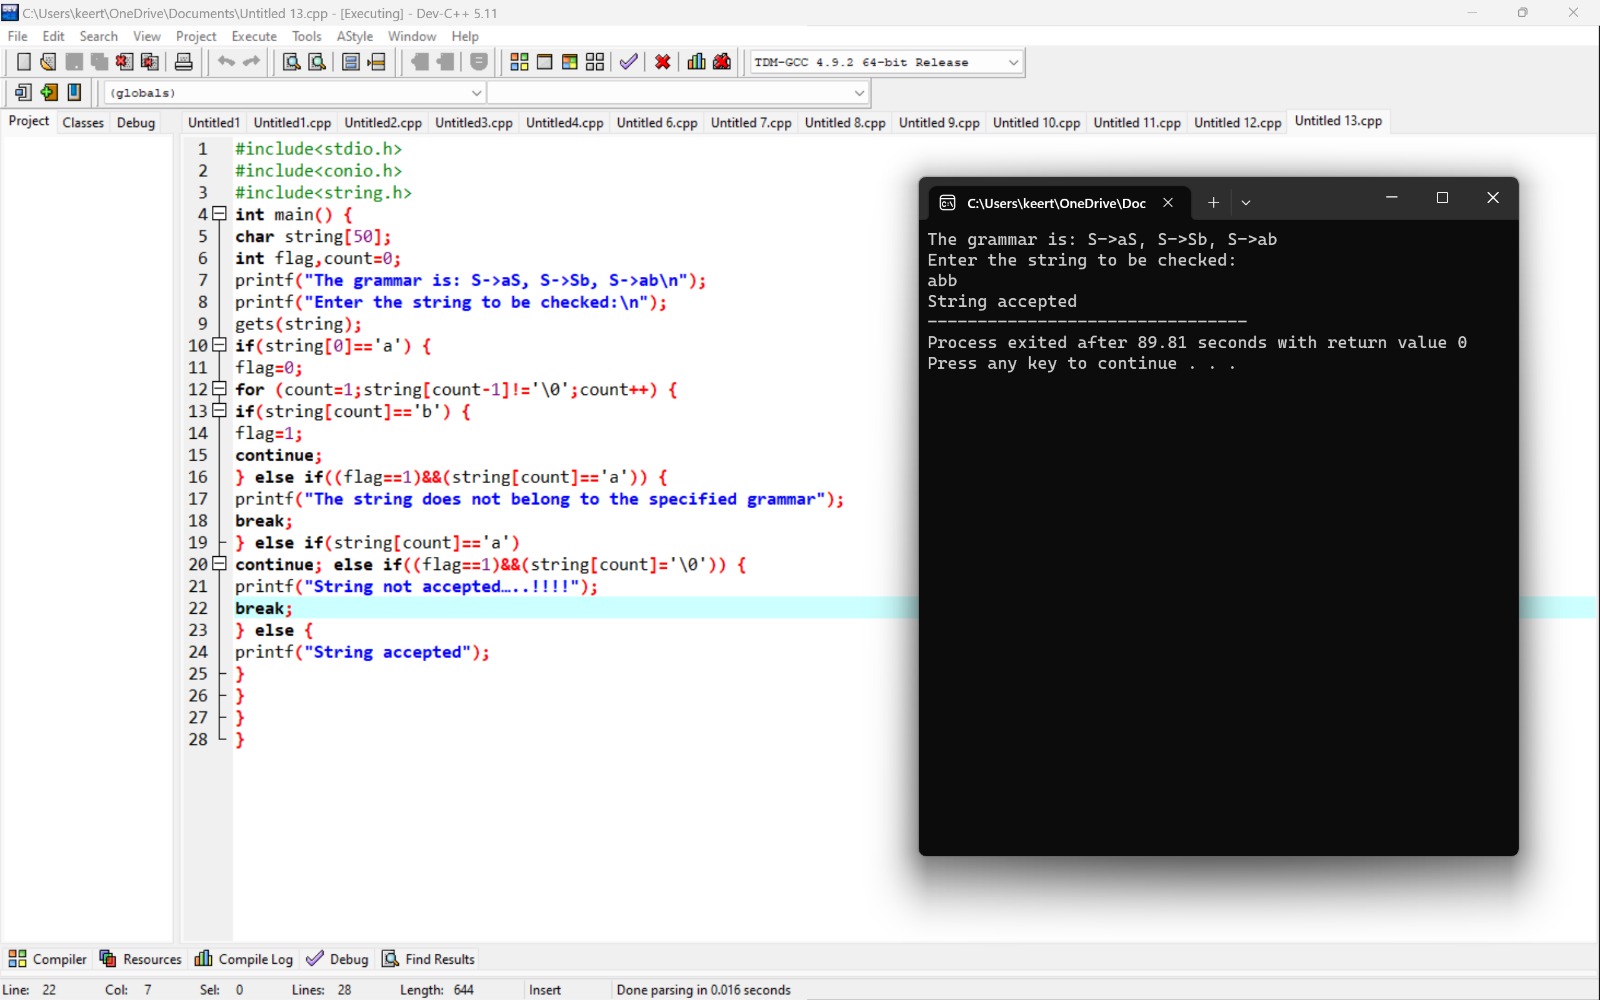 C:\Users\keert\OneDrive\Documents\Untitled 13.cpp - [Executing] - Dev-C++ 5.11
File Edit Search View Project Execute Tools AStyle Window Help
TDM-GCC 4.9.2 64-bit Release
(globals)
Project Classes Debug
Untitled1 Untitled1.cpp Untitled2.cpp Untitled3.cpp Untitled4.cpp Untitled 6.cpp Untitled 7.cpp Untitled 8.cpp Untitled 9.cpp Untitled 10.cpp Untitled 11.cpp Untitled 12.cpp Untitled 13.cpp
1 #include<stdio.h>
2 #include<conio.h>
3 #include<string.h>
4 int main() {
5 char string[50];
6 int flag,count=0;
7 printf("The grammar is: S->aS, S->Sb, S->ab\n");
8 printf("Enter the string to be checked:\n");
9 gets(string);
10 if(string[0]=='a') {
11 flag=0;
12 for (count=1;string[count-1]!='\0';count++) {
13 if(string[count]=='b') {
14 flag=1;
15 continue;
16 } else if((flag==1)&&(string[count]=='a')) {
17 printf("The string does not belong to the specified grammar");
18 break;
19 } else if(string[count]=='a')
20 continue; else if((flag==1)&&(string[count]='\0')) {
21 printf("String not accepted…..!!!!");
22 break;
23 } else {
24 printf("String accepted");
25 }
26 }
27 }
28 }
C:\Users\keert\OneDrive\Doc
The grammar is: S->aS, S->Sb, S->ab
Enter the string to be checked:
abb
String accepted
--------------------------------
Process exited after 89.81 seconds with return value 0
Press any key to continue . . .
Compiler Resources Compile Log Debug Find Results
Line: 22 Col: 7 Sel: 0 Lines: 28 Length: 644 Insert Done parsing in 0.016 seconds